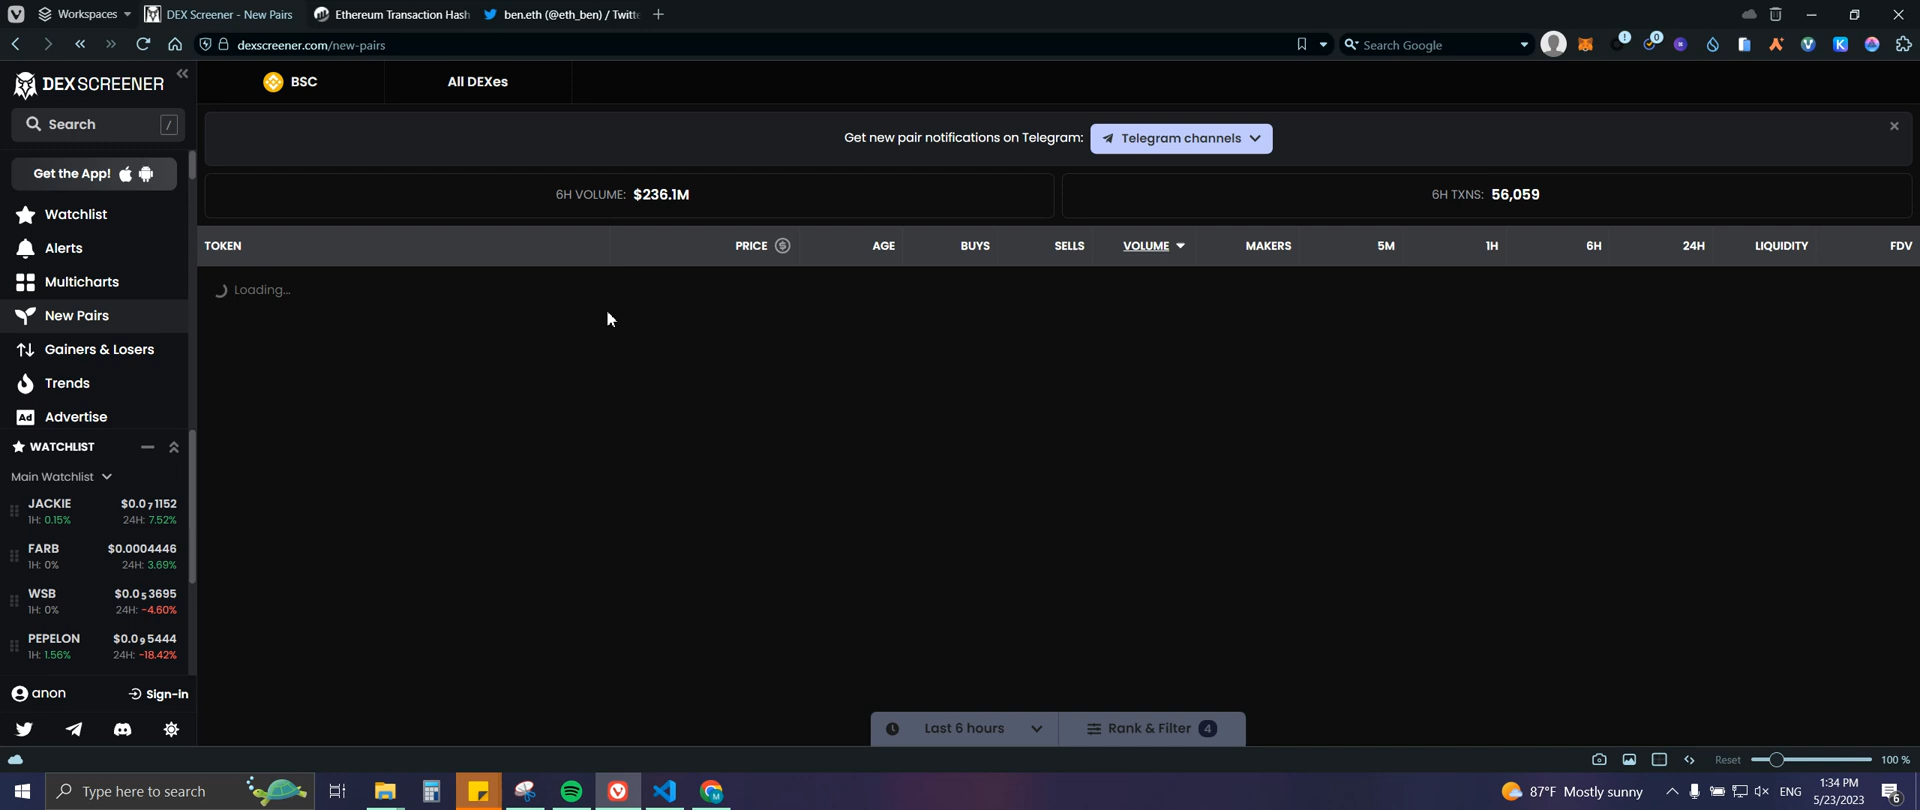 Workspaces
DEX Screener - New Pairs
Ethereum Transaction Hash
ben.eth (@eth_ben) / Twitte
dexscreener.com/new-pairs
Search Google
0
DEX SCREENER
BSC
All DEXes
Search
/
Get new pair notifications on Telegram:
Telegram channels
Get the App!
6H VOLUME: $236.1M
6H TXNS: 56,059
Watchlist
TOKEN PRICE AGE BUYS SELLS VOLUME MAKERS 5M 1H 6H 24H LIQUIDITY FDV
Alerts
Loading...
Multicharts
New Pairs
Gainers & Losers
Trends
Ad Advertise
WATCHLIST
Main Watchlist
JACKIE $0.0₇1152
1H: 0.15% 24H: 7.52%
FARB $0.0004446
1H: 0% 24H: 3.69%
WSB $0.0₅3695
1H: 0% 24H: -4.60%
PEPELON $0.0₉5444
1H: 1.56% 24H: -18.42%
anon
Sign-in
Last 6 hours
Rank & Filter 4
Reset
100 %
Type here to search
87°F Mostly sunny
ENG
1:34 PM
5/23/2023
6